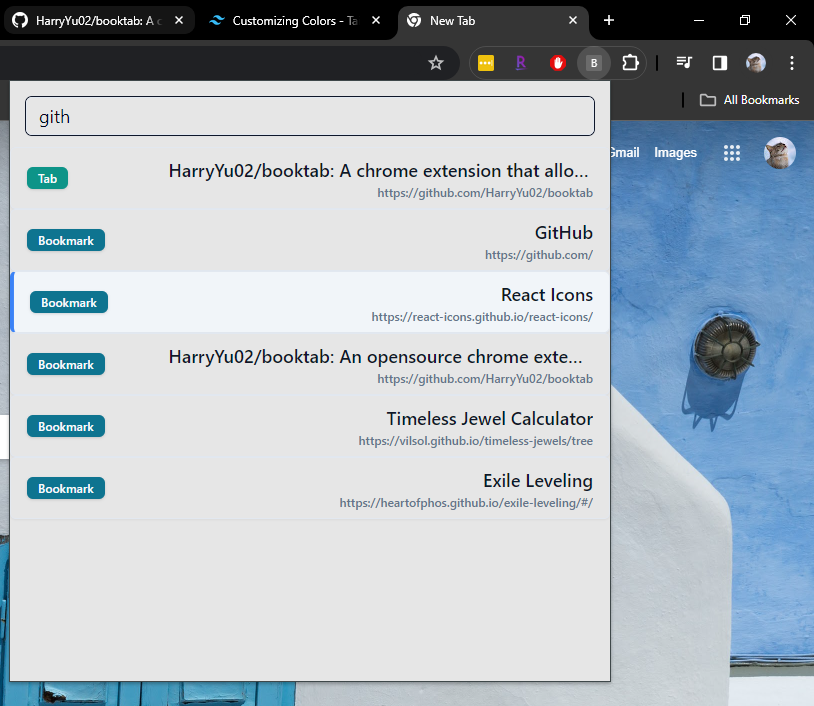 HarryYu02/booktab: A c
Customizing Colors - Ta
New Tab
R
B
All Bookmarks
gith
Gmail
Images
Tab
HarryYu02/booktab: A chrome extension that allo...
https://github.com/HarryYu02/booktab
Bookmark
GitHub
https://github.com/
Bookmark
React Icons
https://react-icons.github.io/react-icons/
Bookmark
HarryYu02/booktab: An opensource chrome exte...
https://github.com/HarryYu02/booktab
Bookmark
Timeless Jewel Calculator
https://vilsol.github.io/timeless-jewels/tree
Bookmark
Exile Leveling
https://heartofphos.github.io/exile-leveling/#/